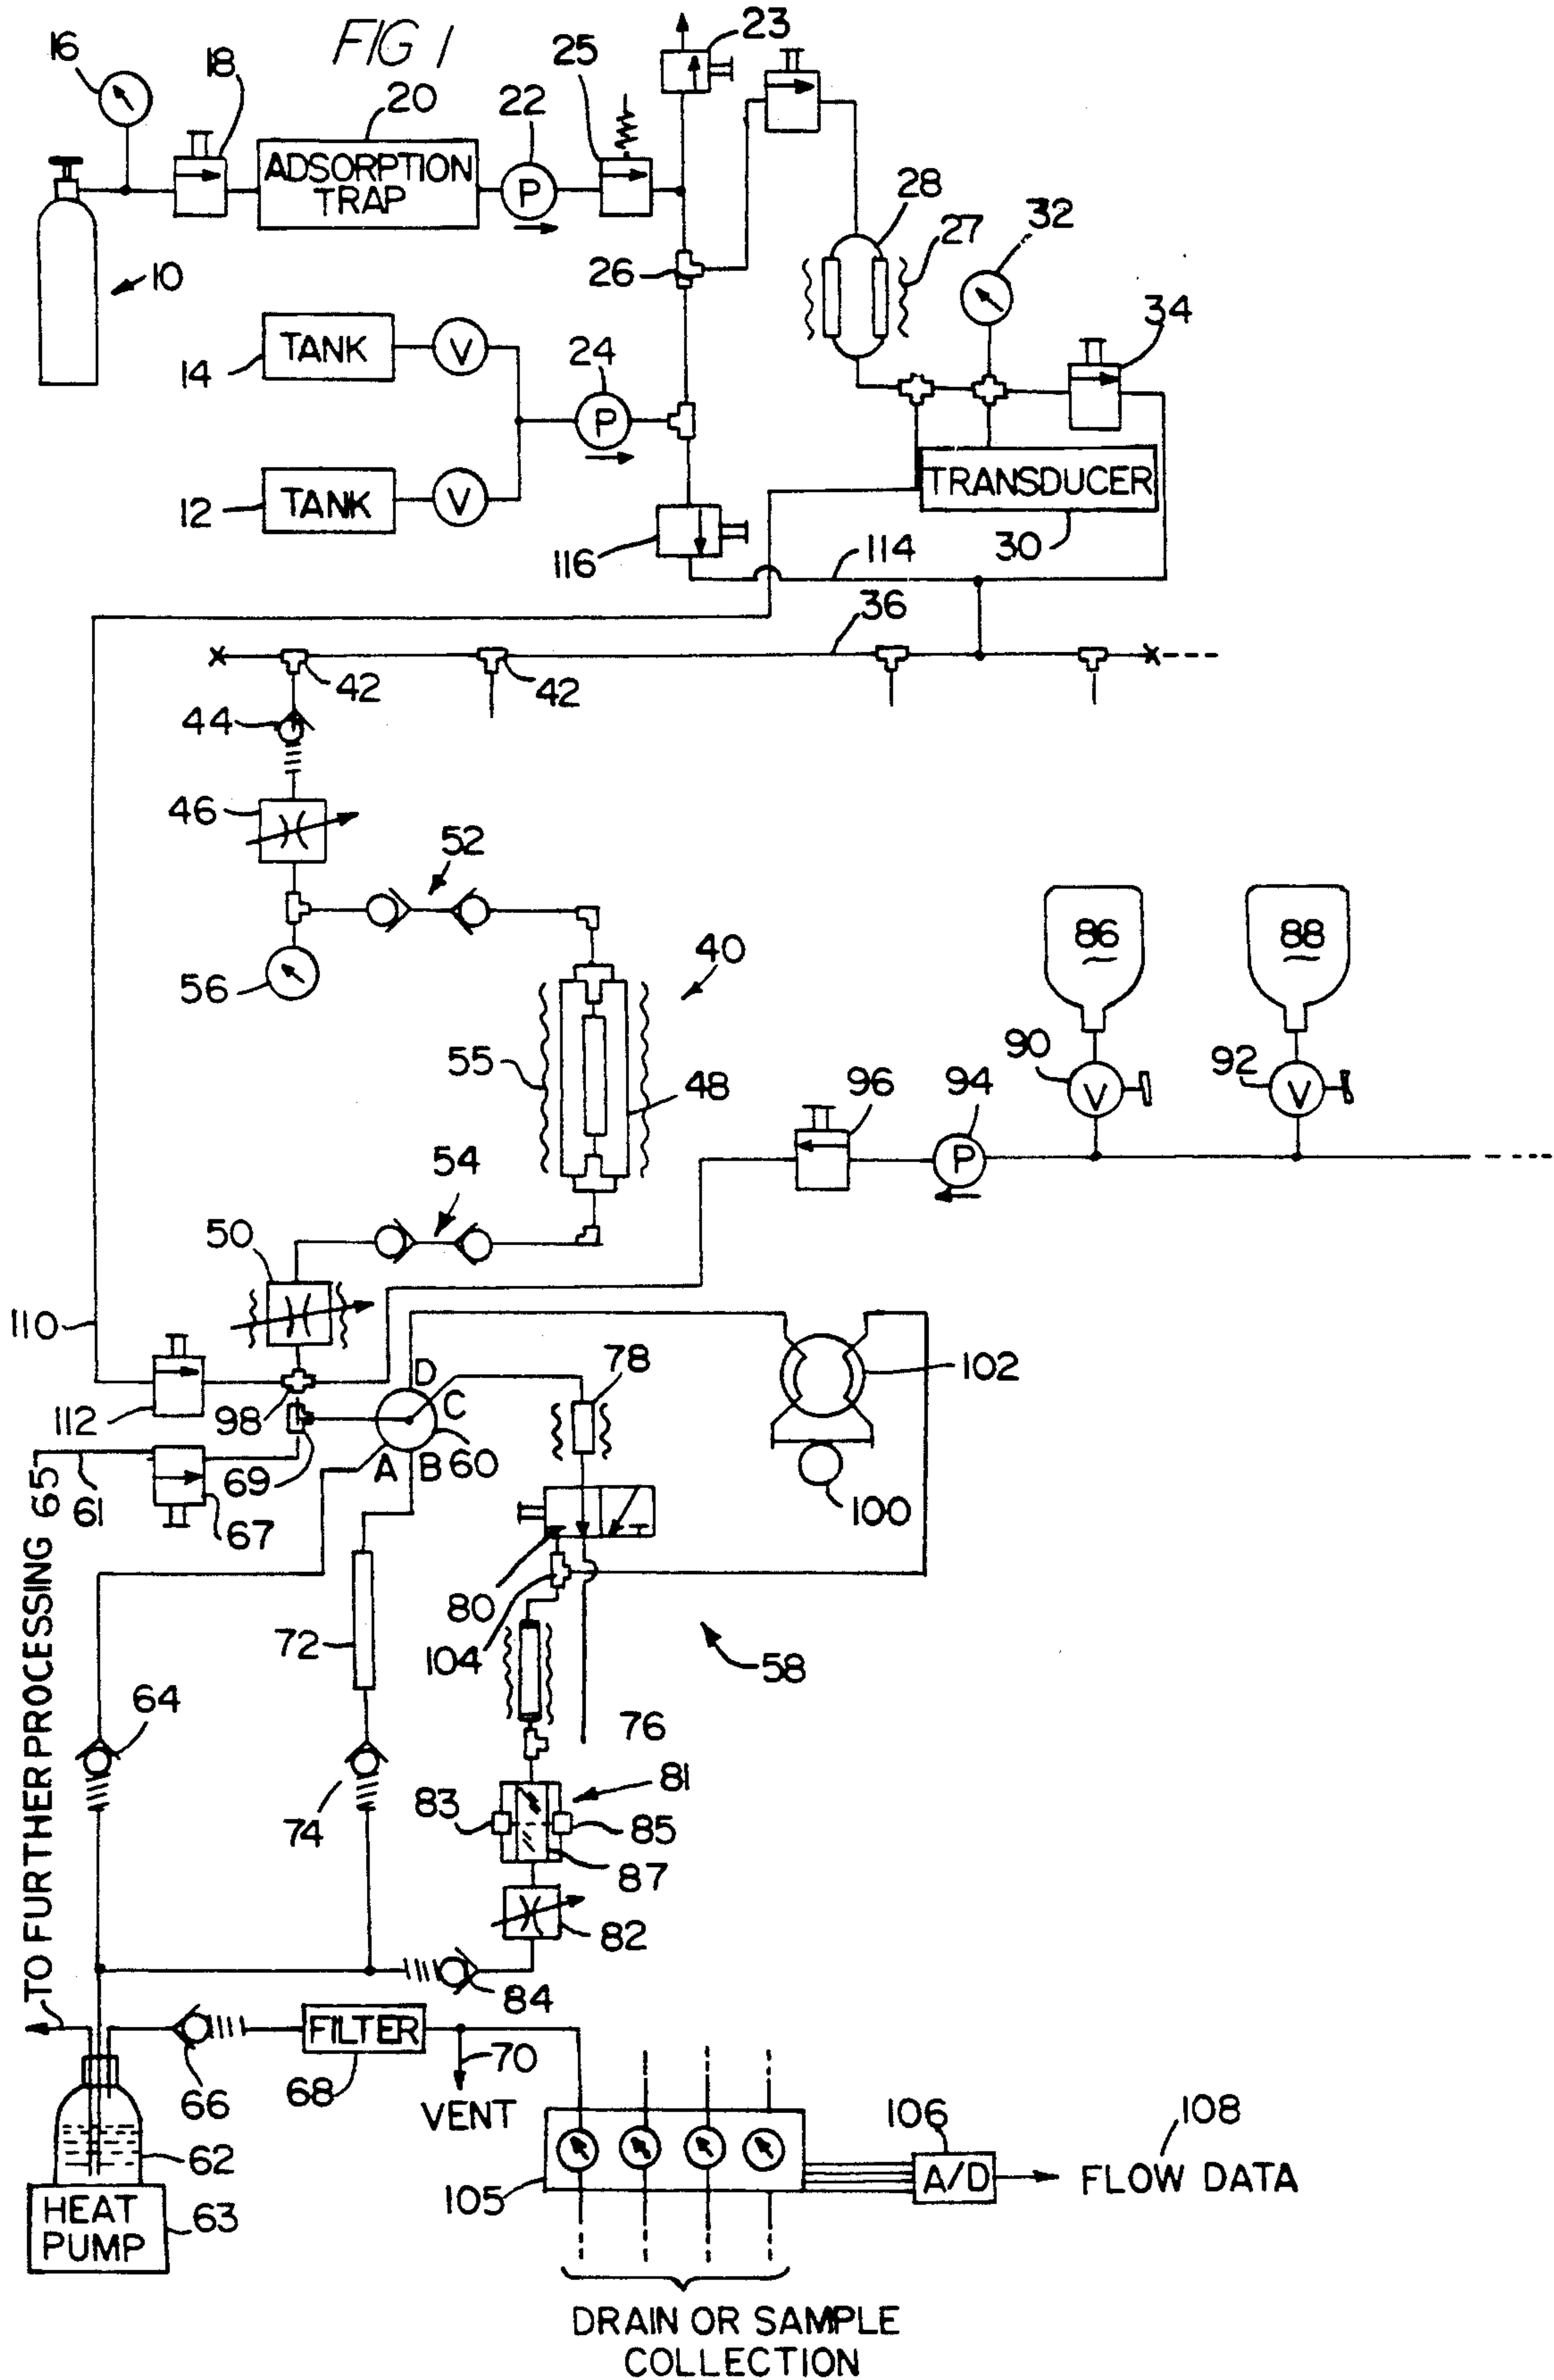 FIG 1
16
18
20
22
25
23
ADSORPTION
TRAP
P
10
26
28
27
32
34
14
TANK
V
24
P
12
TANK
V
TRANSDUCER
30
116
114
36
42
42
44
46
52
56
40
55
48
86
88
90
92
V
V
96
94
P
54
50
110
112
98
D
C
A
B
60
78
102
100
65
61
67
69
80
104
72
58
76
64
74
81
83
85
87
82
84
TO FURTHER PROCESSING
66
FILTER
68
70
VENT
62
HEAT
PUMP
63
105
106
A/D
108
FLOW DATA
DRAIN OR SAMPLE
COLLECTION